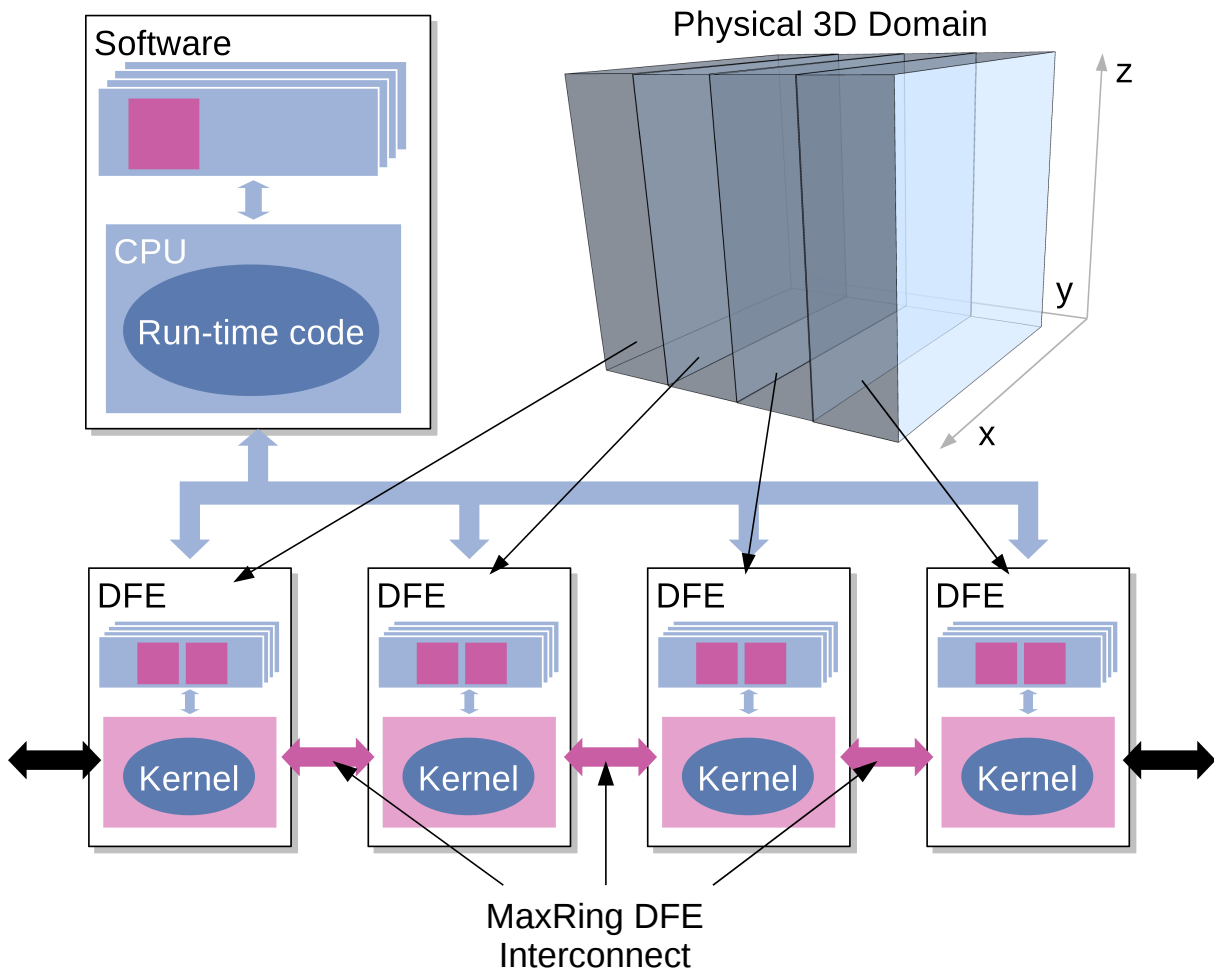 Physical 3D Domain
Software
z
CPU
y
Run-time code
x
DFE
DFE
DFE
DFE
Kernel
Kernel
Kernel
Kernel
MaxRing DFE
Interconnect